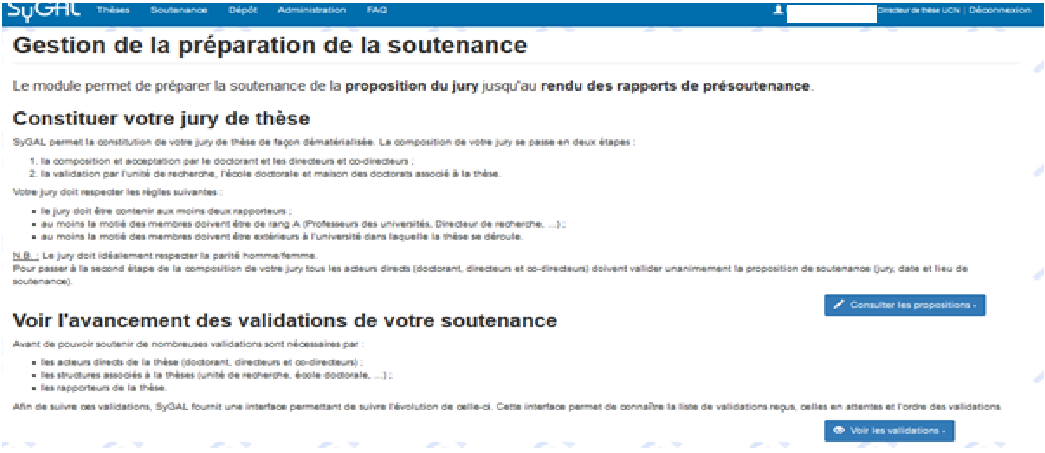 SyGAL Thèses Soutenance Dépôt Administration FAQ Directeur de thèse UCN | Déconnexion
Gestion de la préparation de la soutenance
Le module permet de préparer la soutenance de la proposition du jury jusqu'au rendu des rapports de présoutenance.
Constituer votre jury de thèse
SyGAL permet la constitution de votre jury de thèse de façon dématérialisée. La composition de votre jury se passe en deux étapes :
1. la composition et acceptation par le doctorant et les directeurs et co-directeurs ;
2. la validation par l'unité de recherche, l'école doctorale et maison des doctorats associé à la thèse.
Votre jury doit respecter les règles suivantes :
• le jury doit être contenir aux moins deux rapporteurs ;
• au moins la motié des membres doivent être de rang A (Professeurs des universités, Directeur de recherche, ...) ;
• au moins la motié des membres doivent être extérieurs à l'université dans laquelle la thèse se déroule.
N.B. : Le jury doit idéalement respecter la parité homme/femme.
Pour passer à la second étape de la composition de votre jury tous les acteurs directs (doctorant, directeurs et co-directeurs) doivent valider unanimement la proposition de soutenance (jury, date et lieu de
soutenance).
Consulter les propositions -
Voir l'avancement des validations de votre soutenance
Avant de pouvoir soutenir de nombreuses validations sont nécessaires par :
• les acteurs directs de la thèse (doctorant, directeurs et co-directeurs) ;
• les structures associés à la thèses (unité de recherche, école doctorale, ...) ;
• les rapporteurs de la thèse.
Afin de suivre ces validations, SyGAL fournit une interface permettant de suivre l'évolution de celle-ci. Cette interface permet de connaître la liste de validations reçus, celles en attentes et l'ordre des validations.
Voir les validations -